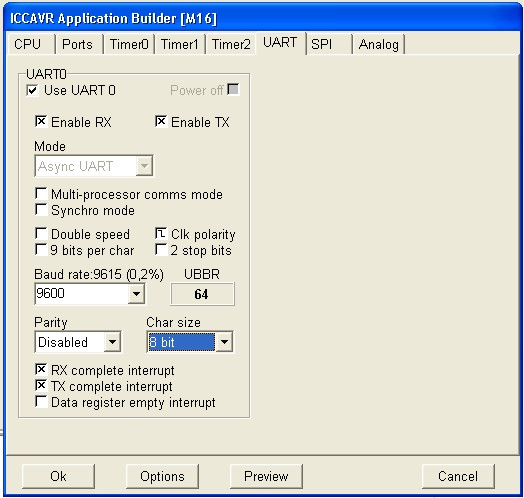 ICCAVR Application Builder [M16]
CPU Ports Timer0 Timer1 Timer2 UART SPI Analog
UART0
Use UART 0 Power off
Enable RX Enable TX
Mode
Async UART
Multi-processor comms mode
Synchro mode
Double speed Clk polarity
9 bits per char 2 stop bits
Baud rate:9615 (0,2%) UBBR
9600 64
Parity Char size
Disabled 8 bit
RX complete interrupt
TX complete interrupt
Data register empty interrupt
Ok Options Preview Cancel